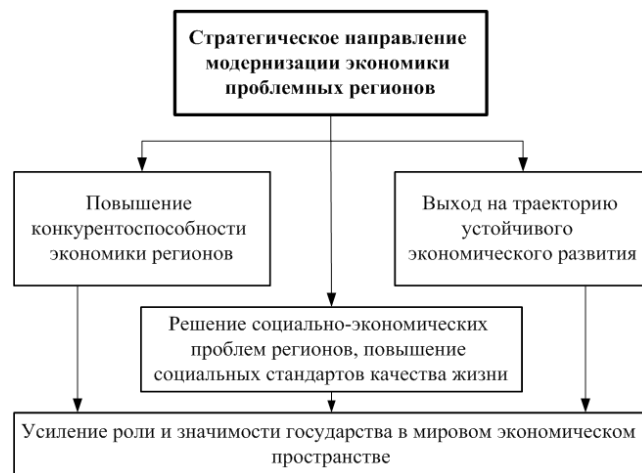 Стратегическое направление
модернизации экономики
проблемных регионов
Повышение
конкурентоспособности
экономики регионов
Выход на траекторию
устойчивого
экономического развития
Решение социально-экономических
проблем регионов, повышение
социальных стандартов качества жизни
Усиление роли и значимости государства в мировом экономическом
пространстве